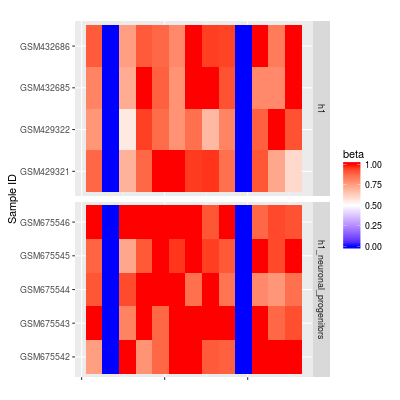 GSM432686
GSM432685
GSM429322
GSM429321
h1
GSM675546
GSM675545
GSM675544
GSM675543
GSM675542
h1_neuronal_progenitors
Sample ID
beta
1.00
0.75
0.50
0.25
0.00